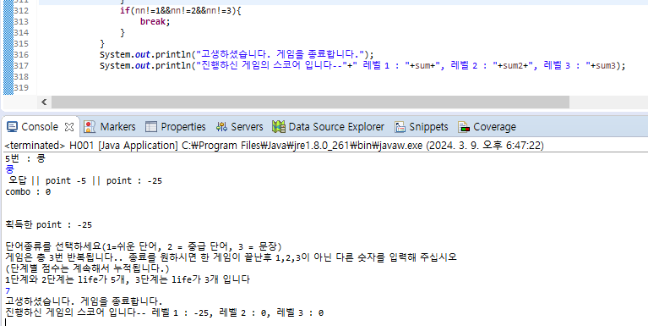 312 if(nn!=1&&nn!=2&&nn!=3){
313 break;
314 }
315 }
316 System.out.println("고생하셨습니다. 게임을 종료합니다.");
317 System.out.println("진행하신 게임의 스코어 입니다--"+" 레벨 1 : "+sum+", 레벨 2 : "+sum2+", 레벨 3 : "+sum3);
318
319
Console Markers Properties Servers Data Source Explorer Snippets Coverage
<terminated> H001 [Java Application] C:₩Program Files₩Java₩jre1.8.0_261₩bin₩javaw.exe (2024. 3. 9. 오후 6:47:22)
5번 : 콩
콩
오답 || point -5 || point : -25
combo : 0
획득한 point : -25
단어종류를 선택하세요(1=쉬운 단어, 2 = 중급 단어, 3 = 문장)
게임은 총 3번 반복됩니다.. 종료를 원하시면 한 게임이 끝난후 1,2,3이 아닌 다른 숫자를 입력해 주십시오
(단계별 점수는 계속해서 누적됩니다.)
1단계와 2단계는 life가 5개, 3단계는 life가 3개 입니다
7
고생하셨습니다. 게임을 종료합니다.
진행하신 게임의 스코어 입니다-- 레벨 1 : -25, 레벨 2 : 0, 레벨 3 : 0